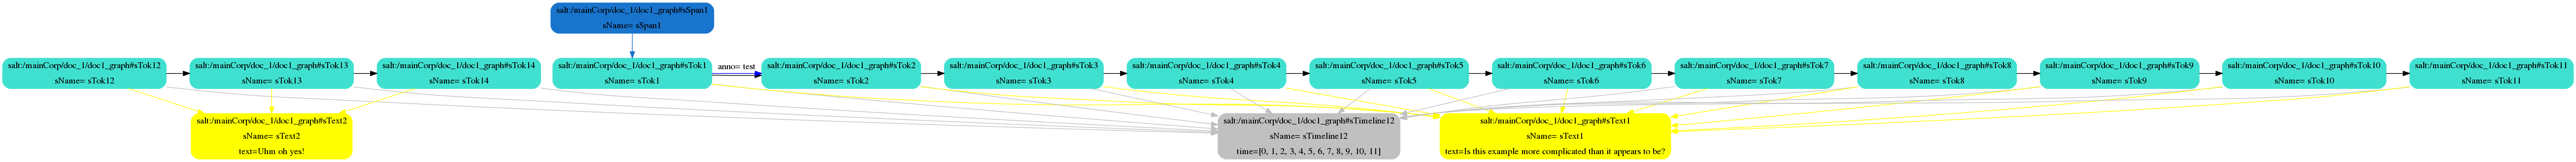 salt:/mainCorp/doc_1/doc1_graph#sSpan1
sName= sSpan1
salt:/mainCorp/doc_1/doc1_graph#sTok12
sName= sTok12
salt:/mainCorp/doc_1/doc1_graph#sTok13
sName= sTok13
salt:/mainCorp/doc_1/doc1_graph#sTok14
sName= sTok14
salt:/mainCorp/doc_1/doc1_graph#sTok1
sName= sTok1
anno= test
salt:/mainCorp/doc_1/doc1_graph#sTok2
sName= sTok2
salt:/mainCorp/doc_1/doc1_graph#sTok3
sName= sTok3
salt:/mainCorp/doc_1/doc1_graph#sTok4
sName= sTok4
salt:/mainCorp/doc_1/doc1_graph#sTok5
sName= sTok5
salt:/mainCorp/doc_1/doc1_graph#sTok6
sName= sTok6
salt:/mainCorp/doc_1/doc1_graph#sTok7
sName= sTok7
salt:/mainCorp/doc_1/doc1_graph#sTok8
sName= sTok8
salt:/mainCorp/doc_1/doc1_graph#sTok9
sName= sTok9
salt:/mainCorp/doc_1/doc1_graph#sTok10
sName= sTok10
salt:/mainCorp/doc_1/doc1_graph#sTok11
sName= sTok11
salt:/mainCorp/doc_1/doc1_graph#sText2
sName= sText2
text=Uhm oh yes!
salt:/mainCorp/doc_1/doc1_graph#sTimeline12
sName= sTimeline12
time=[0, 1, 2, 3, 4, 5, 6, 7, 8, 9, 10, 11]
salt:/mainCorp/doc_1/doc1_graph#sText1
sName= sText1
text=Is this example more complicated than it appears to be?